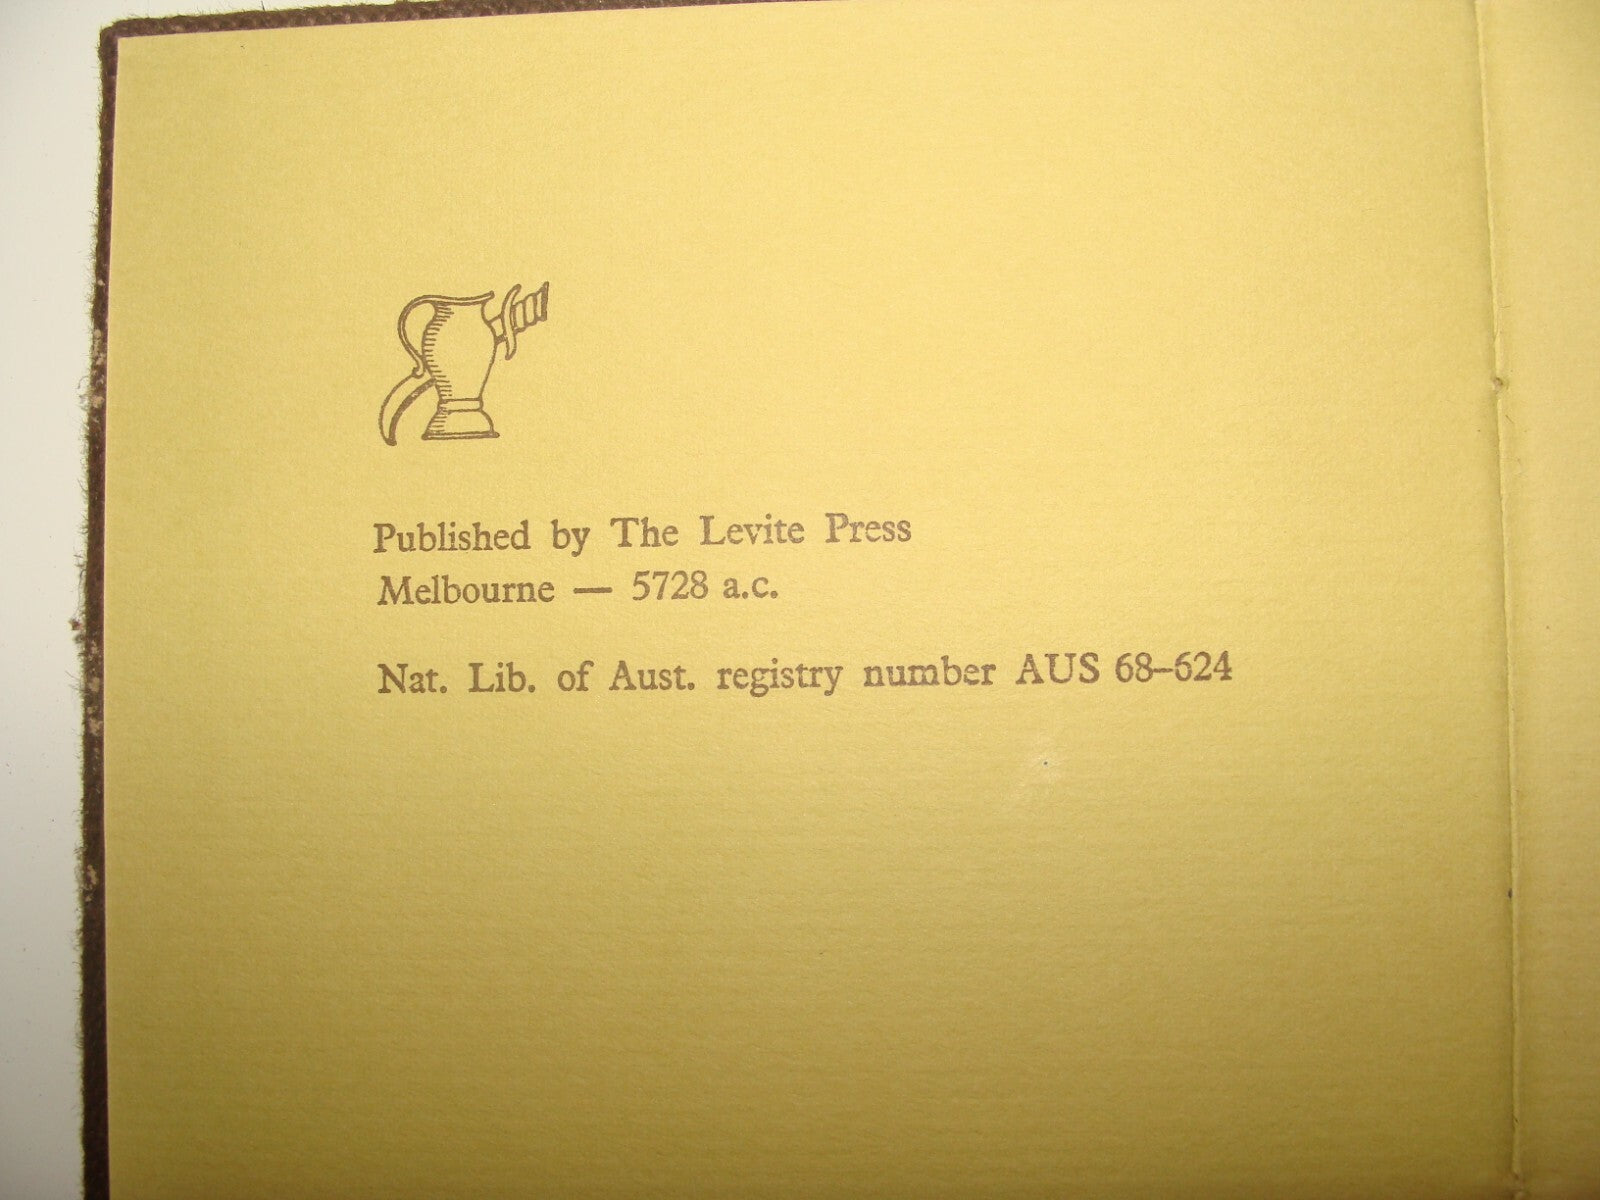 Published by The Levite Press
Melbourne — 5728 a.c.
Nat. Lib. of Aust. registry number AUS 68–624